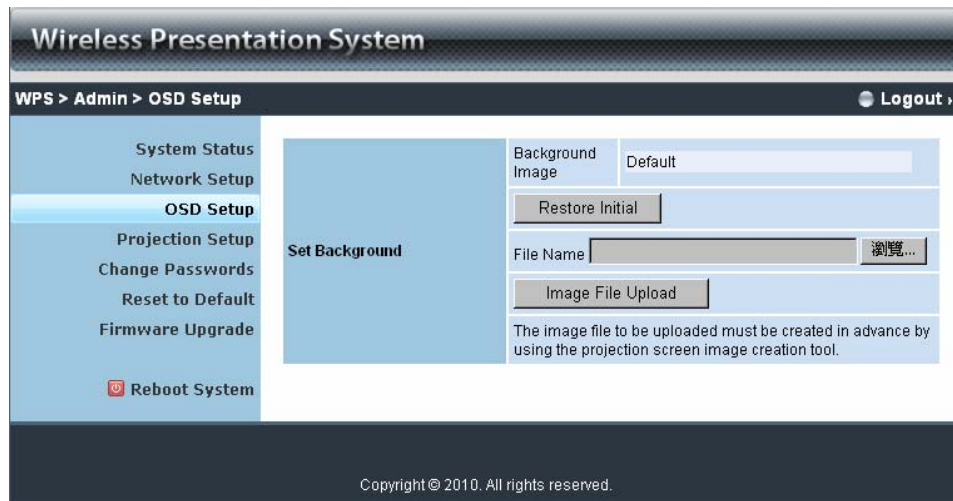 Wireless Presentation System
WPS > Admin > OSD Setup
Logout ›
System Status
Network Setup
OSD Setup
Projection Setup
Change Passwords
Reset to Default
Firmware Upgrade
Reboot System
Set Background
Background
Image
Default
Restore Initial
File Name
瀏覽...
Image File Upload
The image file to be uploaded must be created in advance by
using the projection screen image creation tool.
Copyright © 2010. All rights reserved.